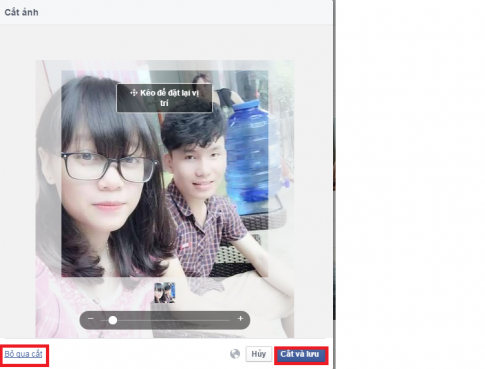 Cắt ảnh
Kéo để đặt lại vị
trí
Bỏ qua cắt
Hủy
Cắt và lưu